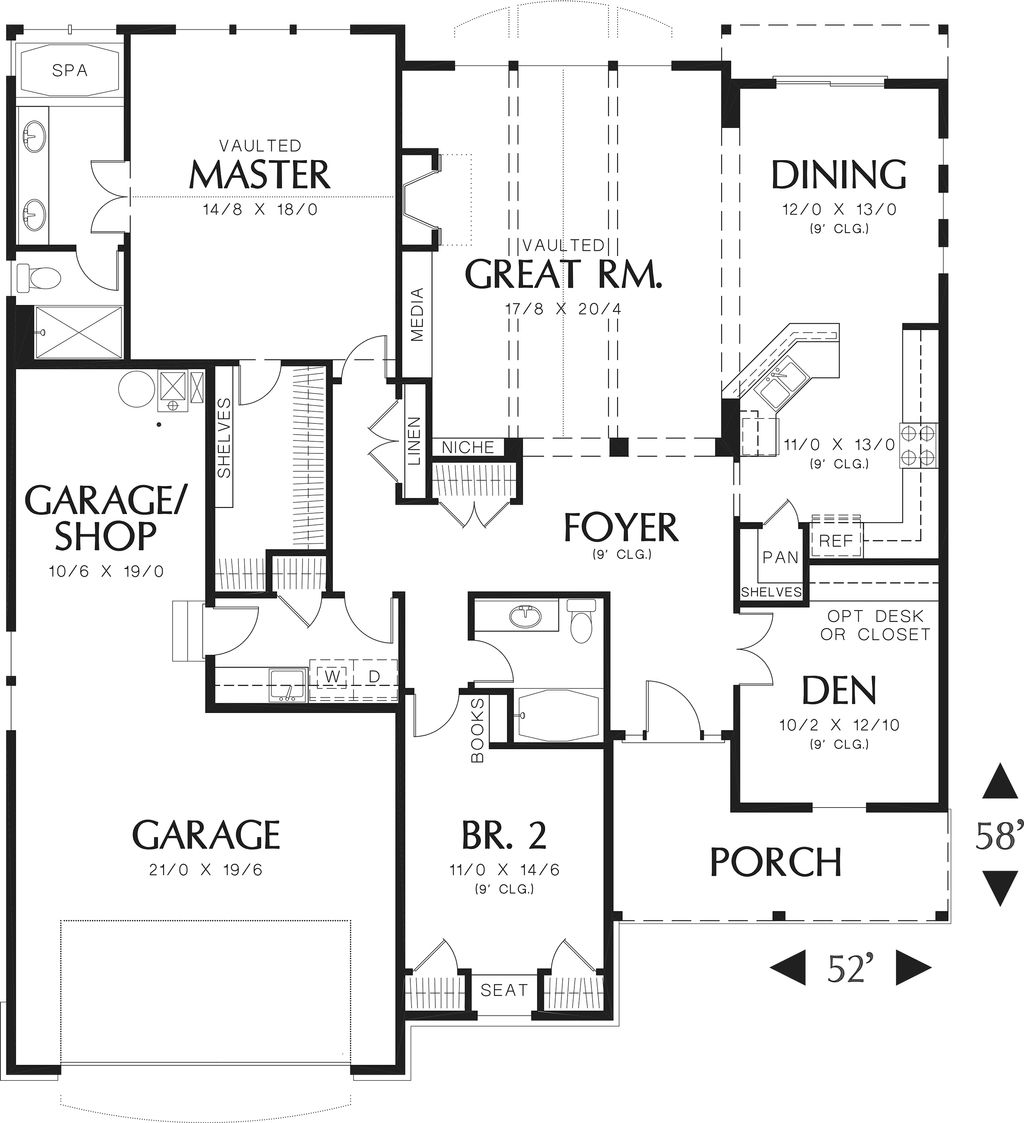 SPA
VAULTED
MASTER
14/8 X 18/0
DINING
12/0 X 13/0
(9' CLG.)
VAULTED
GREAT RM.
17/8 X 20/4
MEDIA
SHELVES
LINEN
NICHE
11/0 X 13/0
(9' CLG.)
GARAGE/
SHOP
10/6 X 19/0
FOYER
(9' CLG.)
REF
PAN
SHELVES
OPT DESK
OR CLOSET
W
D
DEN
10/2 X 12/10
(9' CLG.)
BOOKS
GARAGE
21/0 X 19/6
BR. 2
11/0 X 14/6
(9' CLG.)
PORCH
58'
52'
SEAT